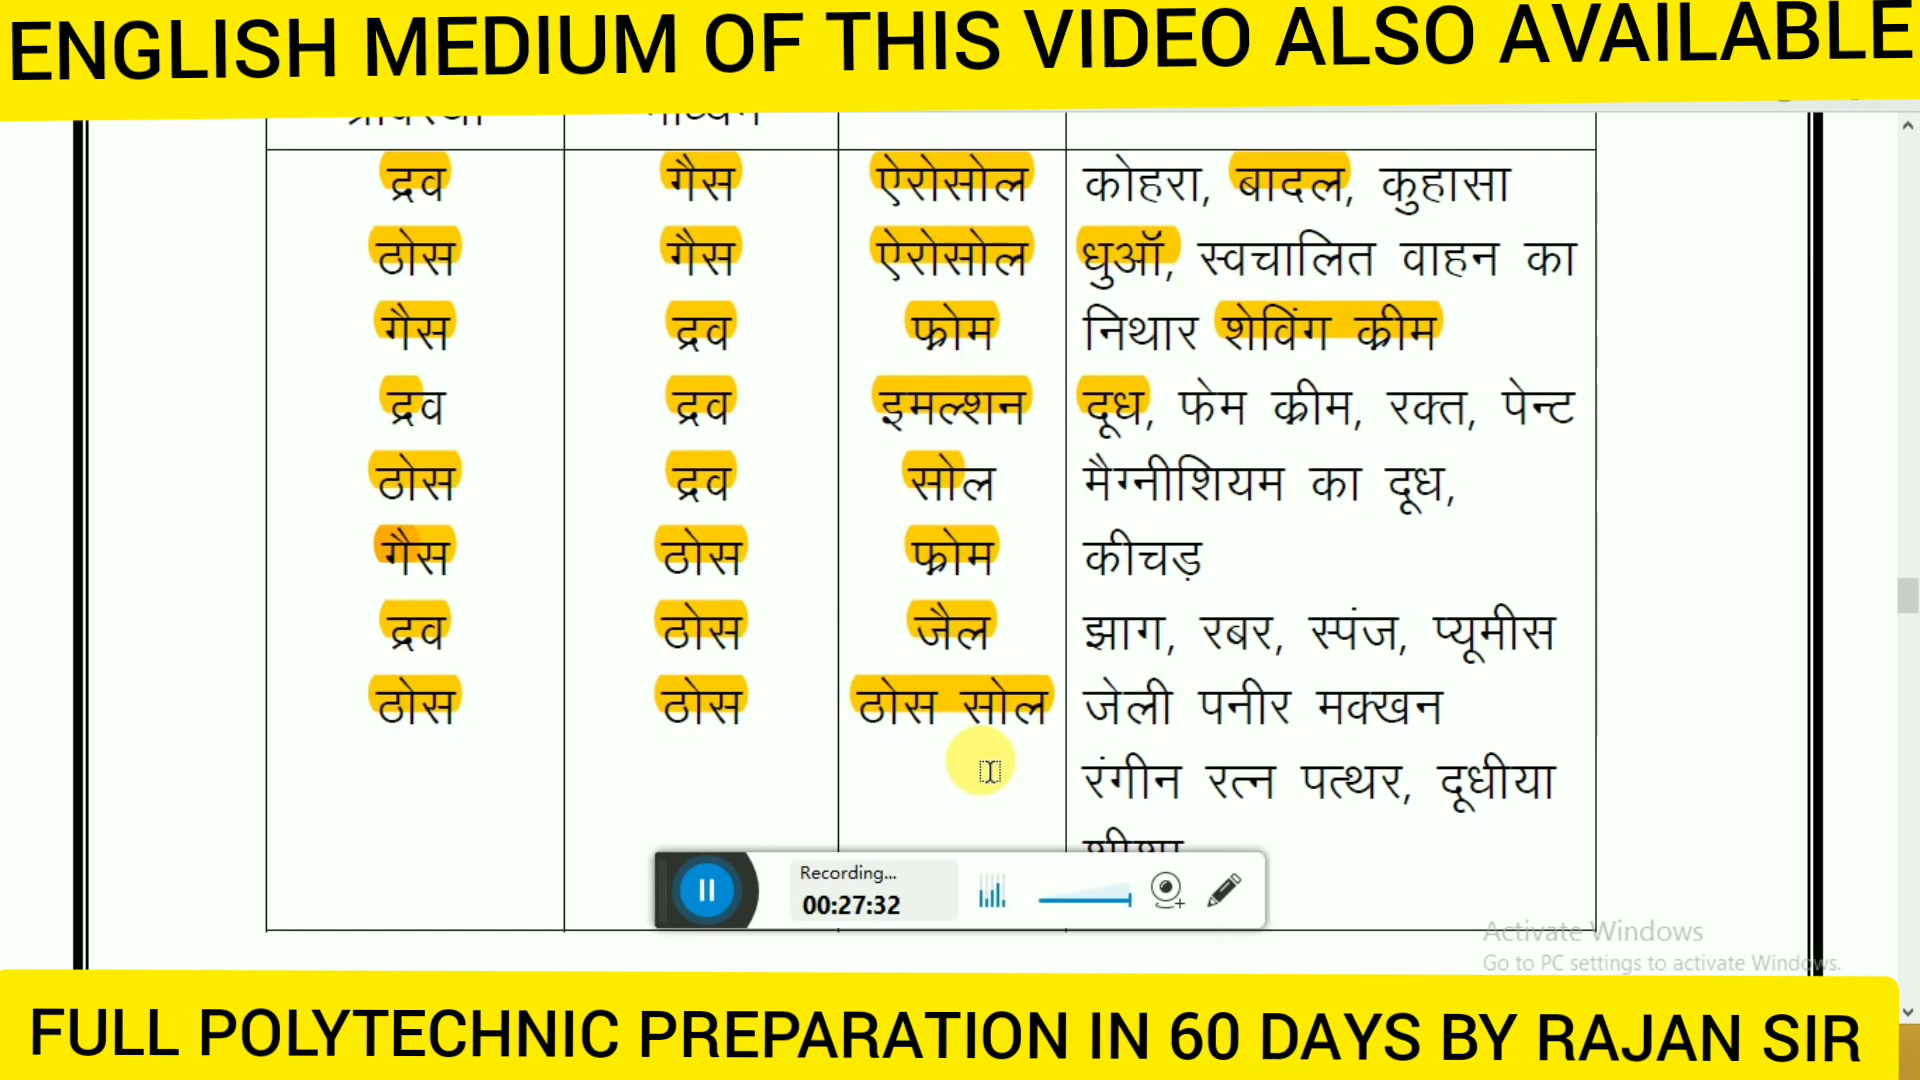 ENGLISH MEDIUM OF THIS VIDEO ALSO AVAILABLE
द्रव गैस ऐरोसोल कोहरा, बादल, कुहासा
ठोस गैस ऐरोसोल धुऑ, स्वचालित वाहन का
गैस द्रव फ़ोम निथार शेविंग क्रीम
द्रव द्रव इमल्शन दूध, फेम क्रीम, रक्त, पेन्ट
ठोस द्रव सोल मैग्नीशियम का दूध,
गैस ठोस फ़ोम कीचड़
द्रव ठोस जैल झाग, रबर, स्पंज, प्यूमीस
ठोस ठोस ठोस सोल जेली पनीर मक्खन
रंगीन रत्न पत्थर, दूधीया
Recording...
00:27:32
Activate Windows
Go to PC settings to activate Windows.
FULL POLYTECHNIC PREPARATION IN 60 DAYS BY RAJAN SIR